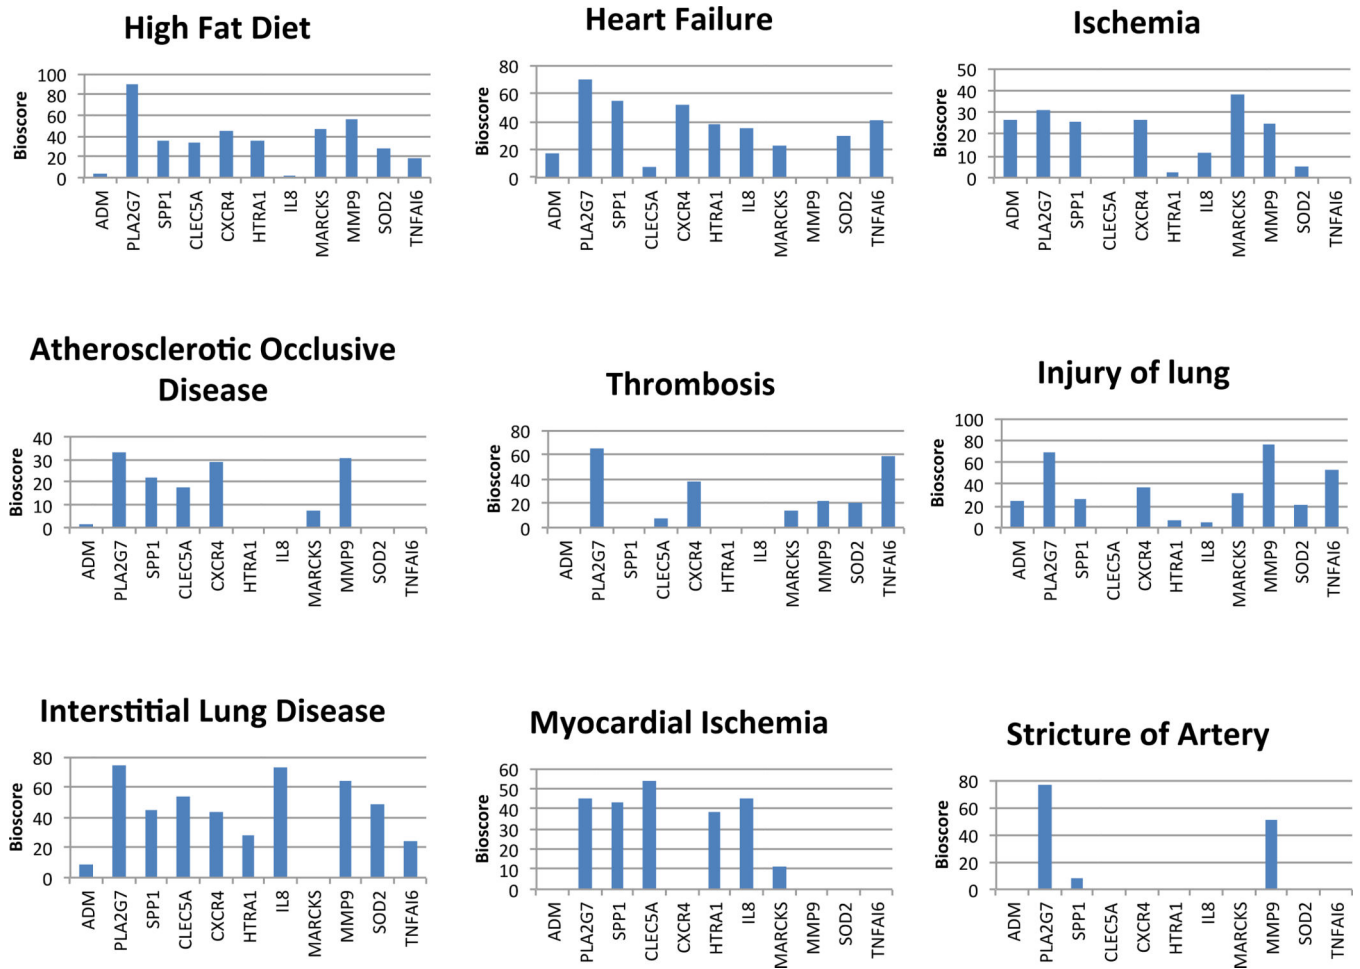 High Fat Diet
Bioscore
100
80
60
40
20
0
ADM
PLA2G7
SPP1
CLEC5A
CXCR4
HTRA1
IL8
MARCKS
MMP9
SOD2
TNFAI6
Heart Failure
Bioscore
80
60
40
20
0
ADM
PLA2G7
SPP1
CLEC5A
CXCR4
HTRA1
IL8
MARCKS
MMP9
SOD2
TNFAI6
Ischemia
Bioscore
50
40
30
20
10
0
ADM
PLA2G7
SPP1
CLEC5A
CXCR4
HTRA1
IL8
MARCKS
MMP9
SOD2
TNFAI6
Atherosclerotic Occlusive
Disease
Bioscore
40
30
20
10
0
ADM
PLA2G7
SPP1
CLEC5A
CXCR4
HTRA1
IL8
MARCKS
MMP9
SOD2
TNFAI6
Thrombosis
Bioscore
80
60
40
20
0
ADM
PLA2G7
SPP1
CLEC5A
CXCR4
HTRA1
IL8
MARCKS
MMP9
SOD2
TNFAI6
Injury of lung
Bioscore
100
80
60
40
20
0
ADM
PLA2G7
SPP1
CLEC5A
CXCR4
HTRA1
IL8
MARCKS
MMP9
SOD2
TNFAI6
Interstitial Lung Disease
Bioscore
80
60
40
20
0
ADM
PLA2G7
SPP1
CLEC5A
CXCR4
HTRA1
IL8
MARCKS
MMP9
SOD2
TNFAI6
Myocardial Ischemia
Bioscore
60
50
40
30
20
10
0
ADM
PLA2G7
SPP1
CLEC5A
CXCR4
HTRA1
IL8
MARCKS
MMP9
SOD2
TNFAI6
Stricture of Artery
Bioscore
80
60
40
20
0
ADM
PLA2G7
SPP1
CLEC5A
CXCR4
HTRA1
IL8
MARCKS
MMP9
SOD2
TNFAI6